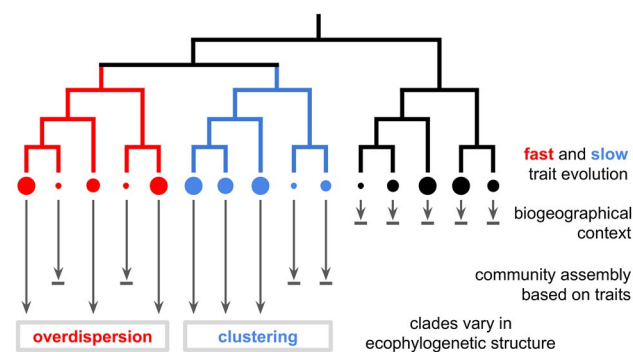 fast and slow
trait evolution
biogeographical
context
community assembly
based on traits
clades vary in
ecophylogenetic structure
overdispersion
clustering